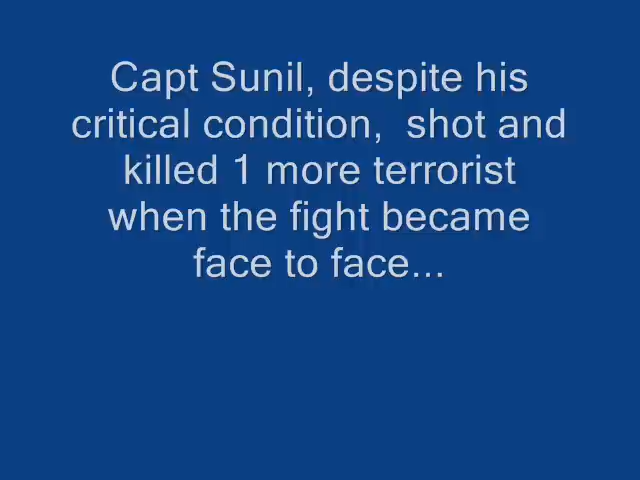 Capt Sunil, despite his
critical condition,  shot and
killed 1 more terrorist
when the fight became
face to face...